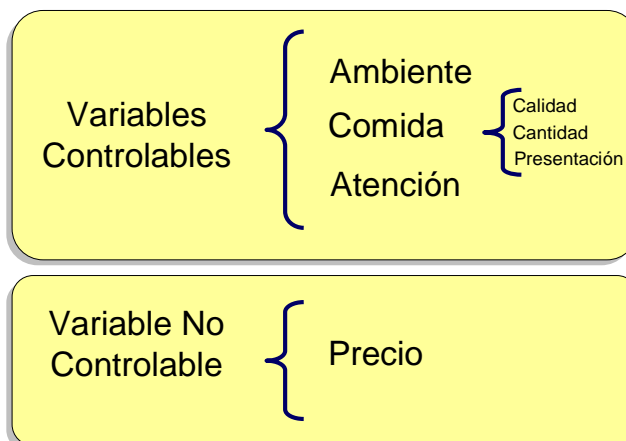 Variables
Controlables
Ambiente
Comida
Atención
Calidad
Cantidad
Presentación
Variable No
Controlable
Precio